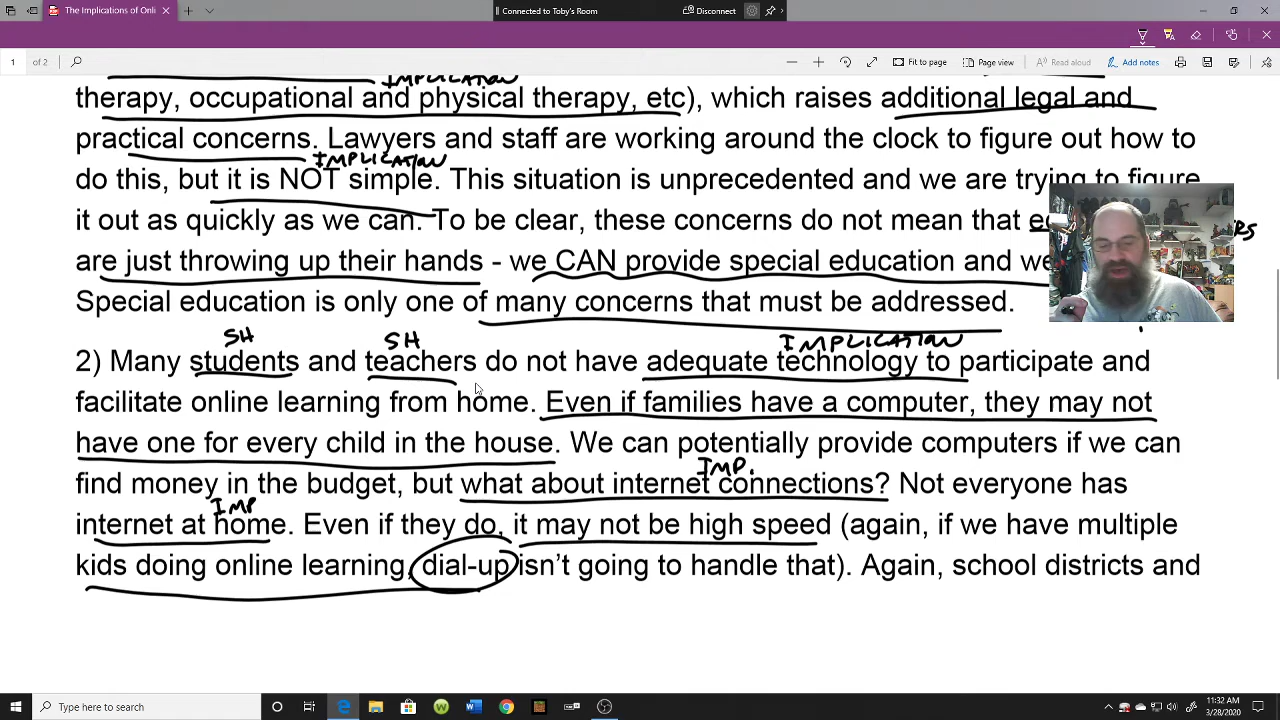 The Implications of Onli
Connected to Toby's Room
Disconnect
1 of 2
Fit to page
Page view
Read aloud
Add notes
IMPLICATION
therapy, occupational and physical therapy, etc), which raises additional legal and
practical concerns. Lawyers and staff are working around the clock to figure out how to
IMPLICATION
do this, but it is NOT simple. This situation is unprecedented and we are trying to figure
it out as quickly as we can. To be clear, these concerns do not mean that
RS
are just throwing up their hands - we CAN provide special education and we
Special education is only one of many concerns that must be addressed.
SH SH IMPLICATION
2) Many students and teachers do not have adequate technology to participate and
facilitate online learning from home. Even if families have a computer, they may not
have one for every child in the house. We can potentially provide computers if we can
IMP.
find money in the budget, but what about internet connections? Not everyone has
IMP
internet at home. Even if they do, it may not be high speed (again, if we have multiple
kids doing online learning, dial-up isn't going to handle that). Again, school districts and
Type here to search
11:32 AM
3/28/2020